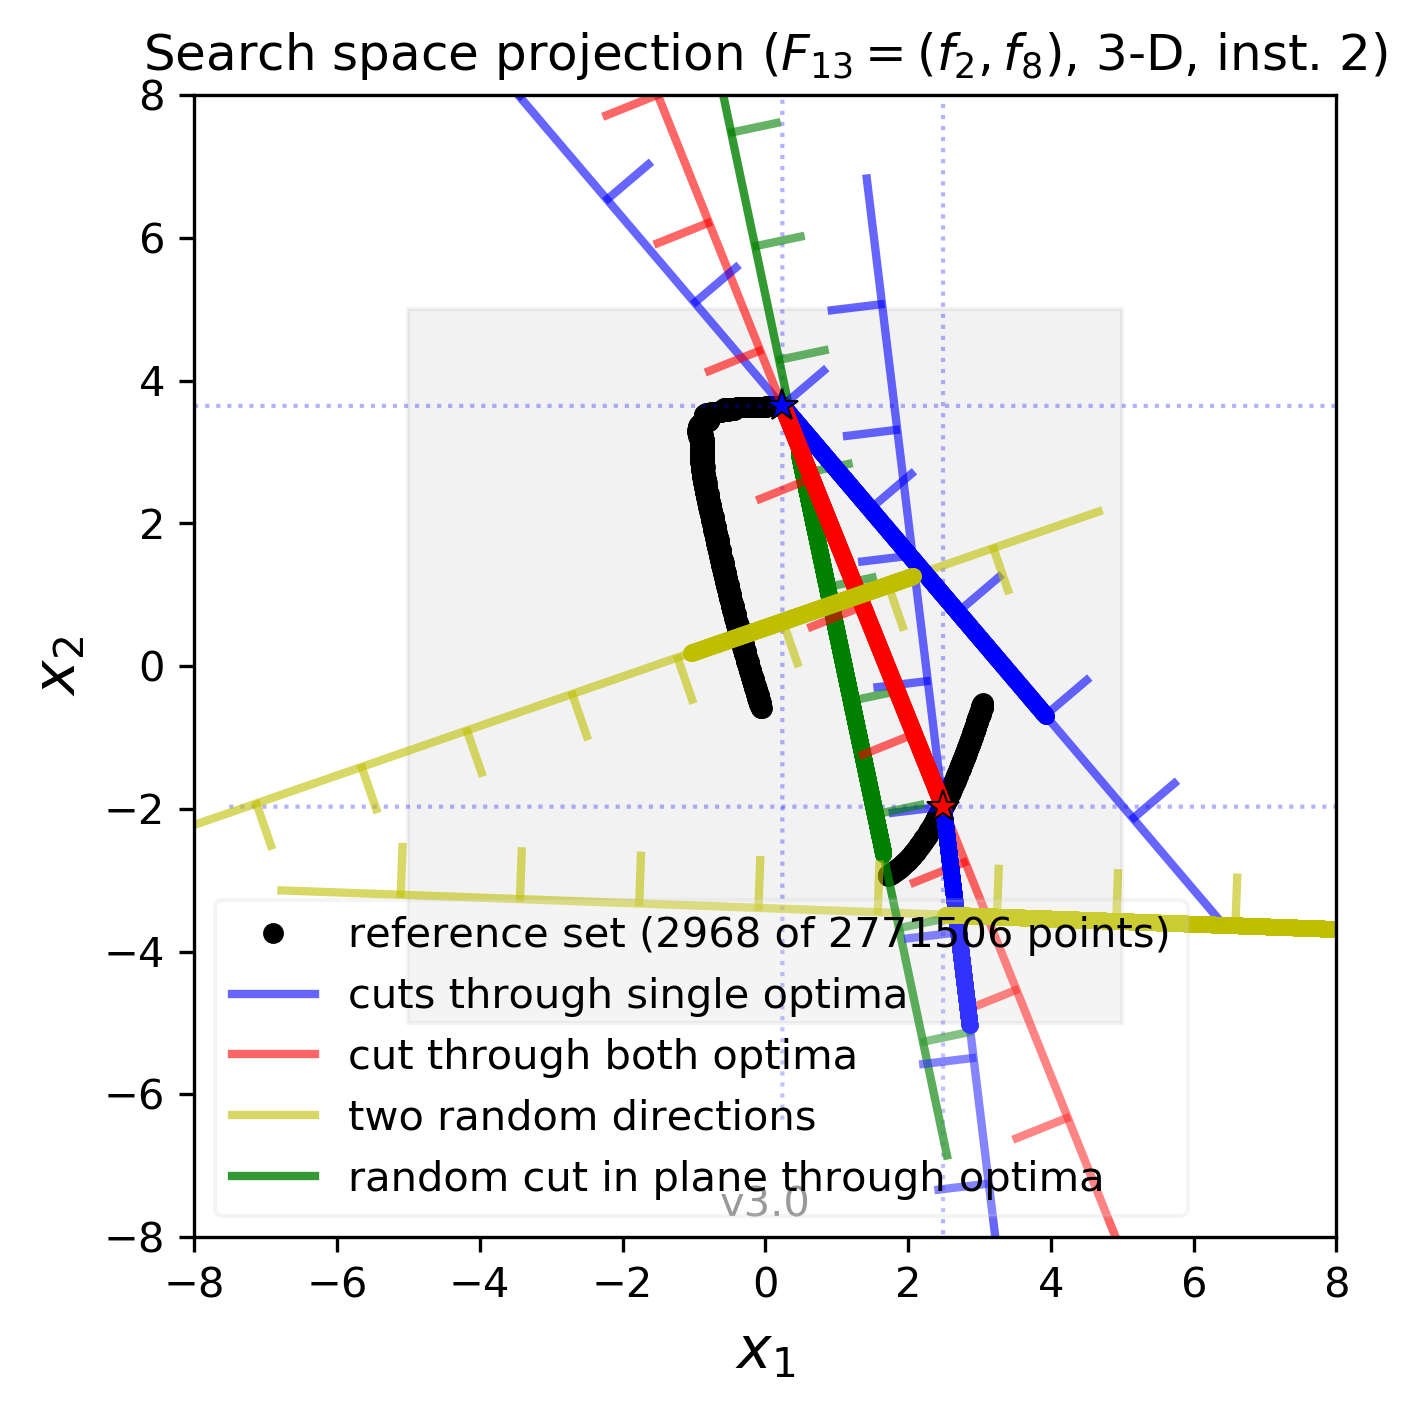 Search space projection (F13 = (f2, f8), 3-D, inst. 2)
8
6
4
2
0
−2
−4
−6
−8
x2
reference set (2968 of 2771506 points)
cuts through single optima
cut through both optima
two random directions
random cut in plane through optima
v3.0
−8 −6 −4 −2 0 2 4 6 8
x1